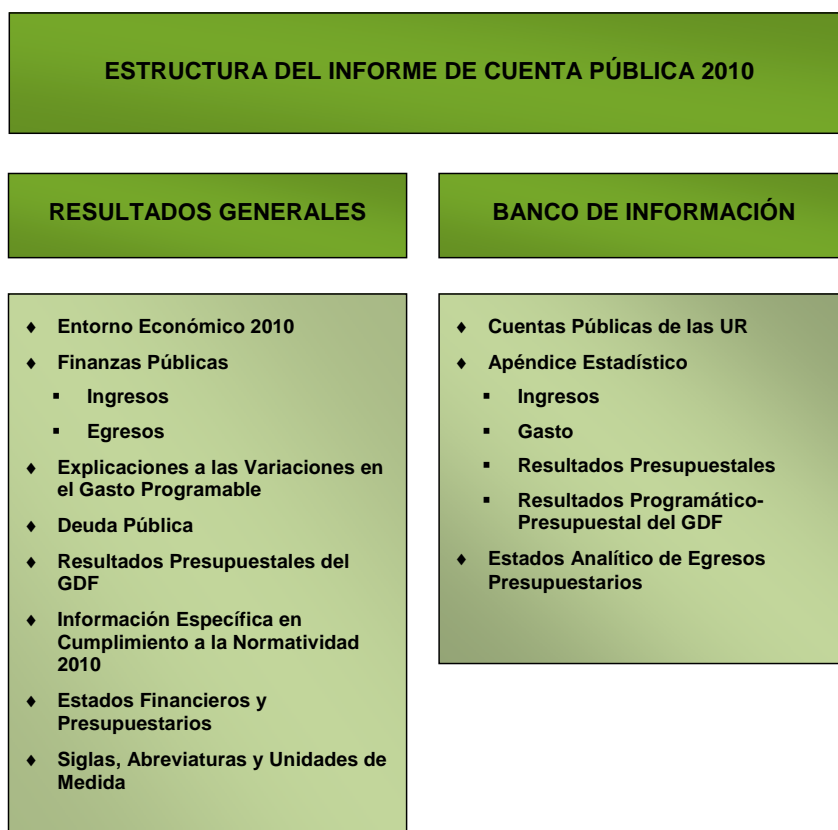 ESTRUCTURA DEL INFORME DE CUENTA PÚBLICA 2010
RESULTADOS GENERALES
♦ Entorno Económico 2010
♦ Finanzas Públicas
▪ Ingresos
▪ Egresos
♦ Explicaciones a las Variaciones en
el Gasto Programable
♦ Deuda Pública
♦ Resultados Presupuestales del
GDF
♦ Información Específica en
Cumplimiento a la Normatividad
2010
♦ Estados Financieros y
Presupuestarios
♦ Siglas, Abreviaturas y Unidades de
Medida
BANCO DE INFORMACIÓN
♦ Cuentas Públicas de las UR
♦ Apéndice Estadístico
▪ Ingresos
▪ Gasto
▪ Resultados Presupuestales
▪ Resultados Programático-
Presupuestal del GDF
♦ Estados Analítico de Egresos
Presupuestarios